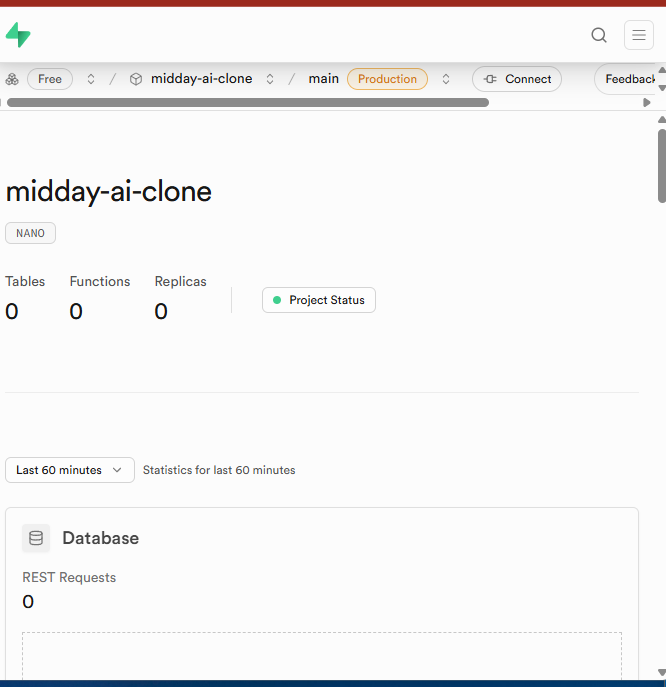 Free / midday-ai-clone / main Production Connect Feedback
midday-ai-clone
NANO
Tables Functions Replicas
0 0 0
Project Status
Last 60 minutes Statistics for last 60 minutes
Database
REST Requests
0